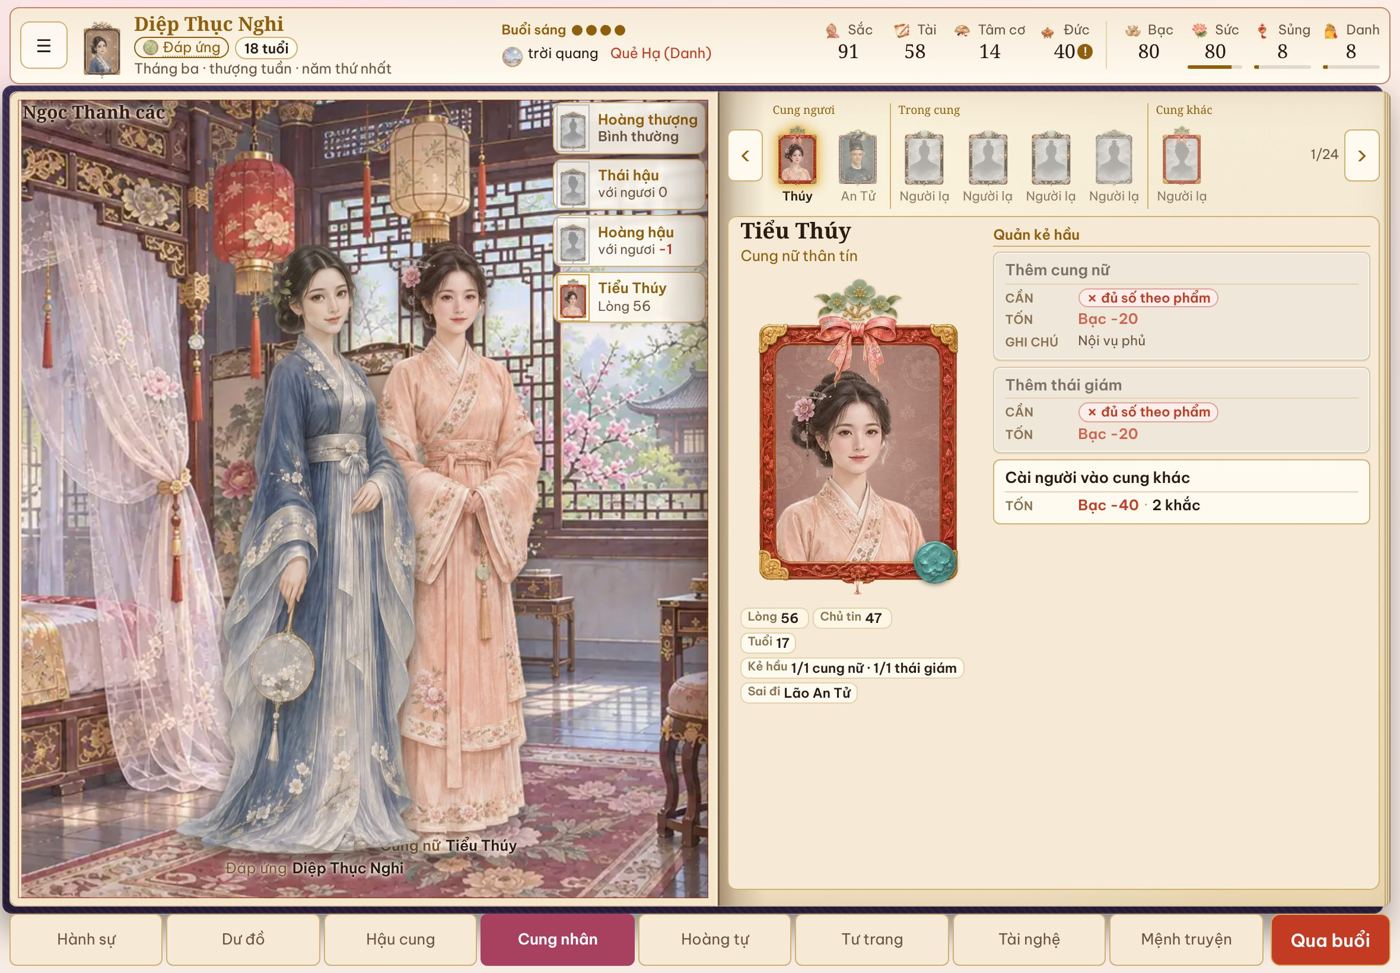 Diệp Thục Nghi
Đáp ứng 18 tuổi
Tháng ba · thượng tuần · năm thứ nhất
Buổi sáng
trời quang Quẻ Hạ (Danh)
Sắc Tài Tâm cơ Đức Bạc Sức Sủng Danh
91 58 14 40 ! 80 80 8 8
Ngọc Thanh các
Hoàng thượng
Bình thường
Thái hậu
với ngươi 0
Hoàng hậu
với ngươi -1
Tiểu Thúy
Lòng 56
Cung nữ Tiểu Thúy
Đáp ứng Diệp Thục Nghi
Cung ngươi Trong cung Cung khác
1/24
Thúy An Tử Người lạ Người lạ Người lạ Người lạ Người lạ
Tiểu Thúy
Cung nữ thân tín
Lòng 56 Chủ tin 47
Tuổi 17
Kẻ hầu 1/1 cung nữ · 1/1 thái giám
Sai đi Lão An Tử
Quản kẻ hầu
Thêm cung nữ
CẦN × đủ số theo phẩm
TỐN Bạc -20
GHI CHÚ Nội vụ phủ
Thêm thái giám
CẦN × đủ số theo phẩm
TỐN Bạc -20
Cài người vào cung khác
TỐN Bạc -40 · 2 khắc
Hành sự Dư đồ Hậu cung Cung nhân Hoàng tự Tư trang Tài nghệ Mệnh truyện Qua buổi